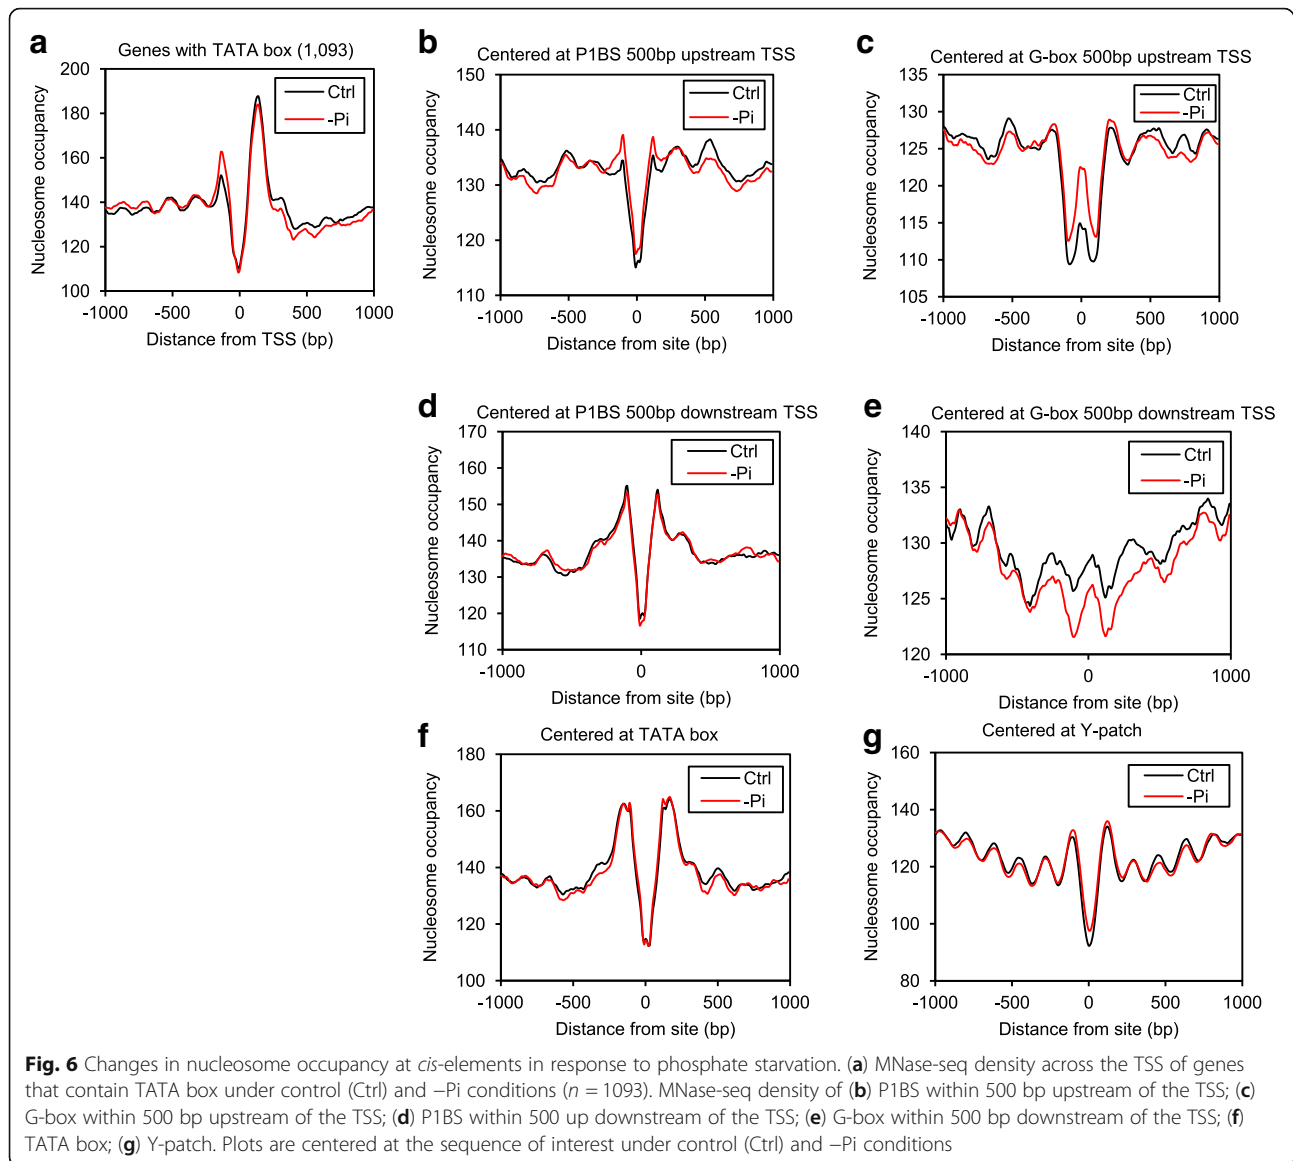 a
Genes with TATA box (1,093)
200
180
160
140
120
100
Nucleosome occupancy
Ctrl
-Pi
-1000 -500 0 500 1000
Distance from TSS (bp)
b
Centered at P1BS 500bp upstream TSS
150
140
130
120
110
Nucleosome occupancy
Ctrl
-Pi
-1000 -500 0 500 1000
Distance from site (bp)
c
Centered at G-box 500bp upstream TSS
135
130
125
120
115
110
105
Nucleosome occupancy
Ctrl
-Pi
-1000 -500 0 500 1000
Distance from site (bp)
d
Centered at P1BS 500bp downstream TSS
170
160
150
140
130
120
110
Nucleosome occupancy
Ctrl
-Pi
-1000 -500 0 500 1000
Distance from site (bp)
e
Centered at G-box 500bp downstream TSS
140
135
130
125
120
Nucleosome occupancy
Ctrl
-Pi
-1000 -500 0 500 1000
Distance from site (bp)
f
Centered at TATA box
180
160
140
120
100
Nucleosome occupancy
Ctrl
-Pi
-1000 -500 0 500 1000
Distance from site (bp)
g
Centered at Y-patch
160
140
120
100
80
Nucleosome occupancy
Ctrl
-Pi
-1000 -500 0 500 1000
Distance from site (bp)
Fig. 6 Changes in nucleosome occupancy at cis-elements in response to phosphate starvation. (a) MNase-seq density across the TSS of genes
that contain TATA box under control (Ctrl) and −Pi conditions (n = 1093). MNase-seq density of (b) P1BS within 500 bp upstream of the TSS; (c)
G-box within 500 bp upstream of the TSS; (d) P1BS within 500 up downstream of the TSS; (e) G-box within 500 bp downstream of the TSS; (f)
TATA box; (g) Y-patch. Plots are centered at the sequence of interest under control (Ctrl) and −Pi conditions